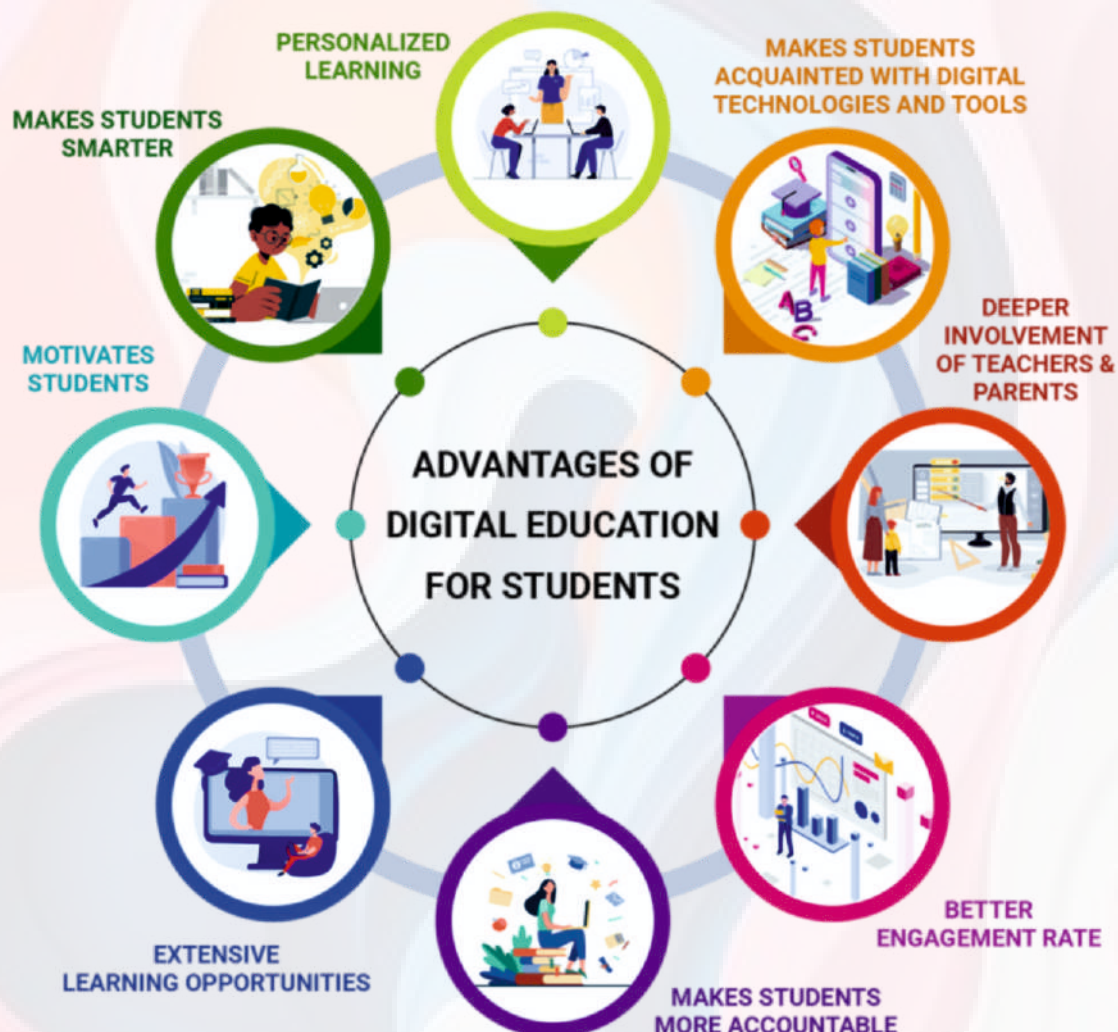 PERSONALIZED
LEARNING
MAKES STUDENTS
ACQUAINTED WITH DIGITAL
TECHNOLOGIES AND TOOLS
DEEPER
INVOLVEMENT
OF TEACHERS &
PARENTS
BETTER
ENGAGEMENT RATE
MAKES STUDENTS
MORE ACCOUNTABLE
EXTENSIVE
LEARNING OPPORTUNITIES
MOTIVATES
STUDENTS
MAKES STUDENTS
SMARTER
ADVANTAGES OF
DIGITAL EDUCATION
FOR STUDENTS
A
B
C